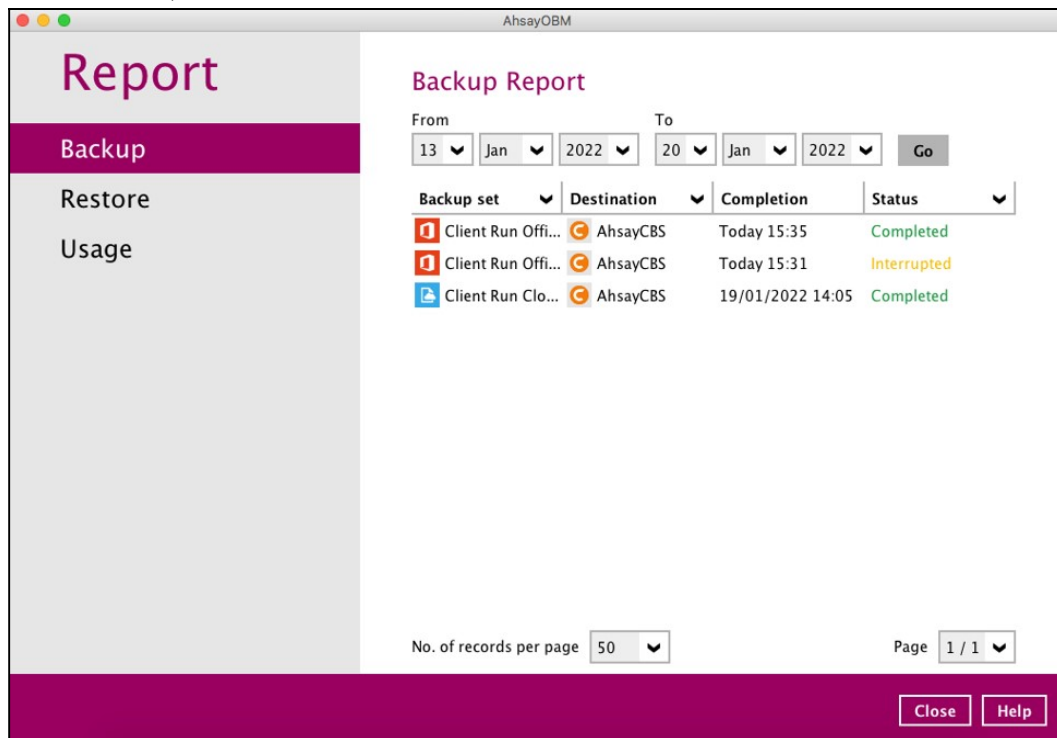 AhsayOBM
Report
Backup
Restore
Usage
Backup Report
From To
13 Jan 2022 20 Jan 2022 Go
Backup set Destination Completion Status
Client Run Offi... AhsayCBS Today 15:35 Completed
Client Run Offi... AhsayCBS Today 15:31 Interrupted
Client Run Clo... AhsayCBS 19/01/2022 14:05 Completed
No. of records per page 50 Page 1 / 1
Close Help